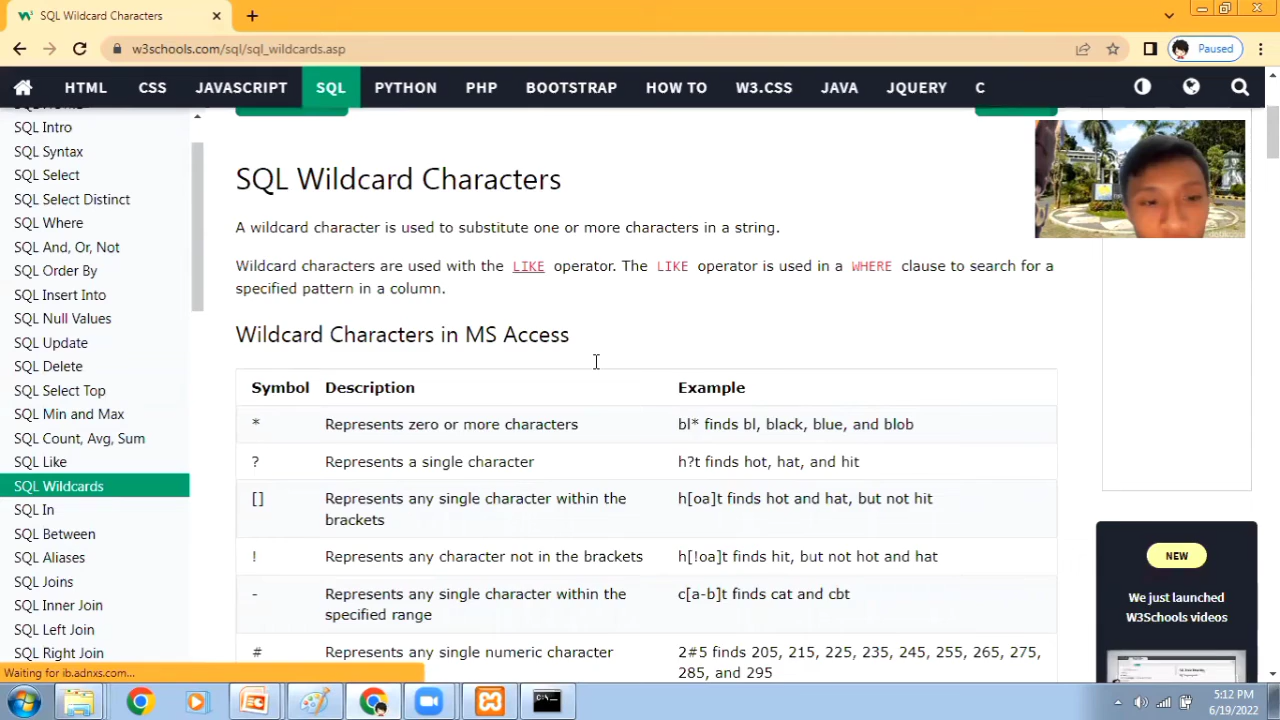 SQL Wildcard Characters
w3schools.com/sql/sql_wildcards.asp
Paused
HTML CSS JAVASCRIPT SQL PYTHON PHP BOOTSTRAP HOW TO W3.CSS JAVA JQUERY C
SQL Intro
SQL Syntax
SQL Select
SQL Select Distinct
SQL Where
SQL And, Or, Not
SQL Order By
SQL Insert Into
SQL Null Values
SQL Update
SQL Delete
SQL Select Top
SQL Min and Max
SQL Count, Avg, Sum
SQL Like
SQL Wildcards
SQL In
SQL Between
SQL Aliases
SQL Joins
SQL Inner Join
SQL Left Join
SQL Right Join
SQL Wildcard Characters
A wildcard character is used to substitute one or more characters in a string.
Wildcard characters are used with the LIKE operator. The LIKE operator is used in a WHERE clause to search for a
specified pattern in a column.
Wildcard Characters in MS Access
Symbol Description Example
* Represents zero or more characters bl* finds bl, black, blue, and blob
? Represents a single character h?t finds hot, hat, and hit
[] Represents any single character within the h[oa]t finds hot and hat, but not hit
brackets
! Represents any character not in the brackets h[!oa]t finds hit, but not hot and hat
- Represents any single character within the c[a-b]t finds cat and cbt
specified range
# Represents any single numeric character 2#5 finds 205, 215, 225, 235, 245, 255, 265, 275,
285, and 295
NEW
We just launched
W3Schools videos
Waiting for ib.adnxs.com...
5:12 PM
6/19/2022